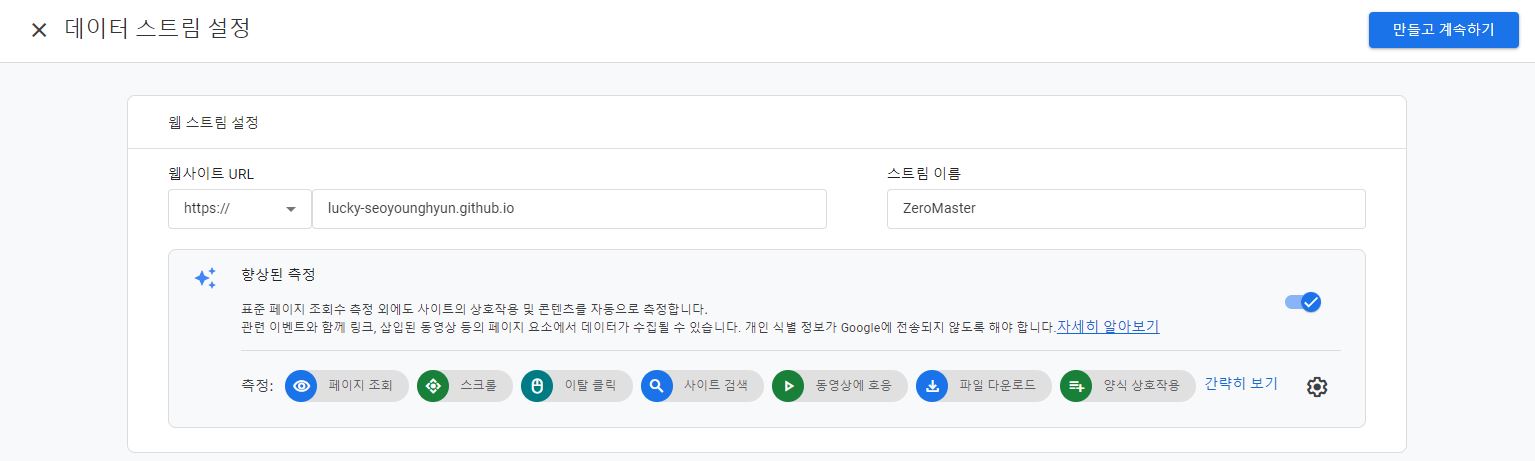 데이터 스트림 설정
만들고 계속하기
웹 스트림 설정
웹사이트 URL
스트림 이름
https://
lucky-seoyounghyun.github.io
ZeroMaster
향상된 측정
표준 페이지 조회수 측정 외에도 사이트의 상호작용 및 콘텐츠를 자동으로 측정합니다.
관련 이벤트와 함께 링크, 삽입된 동영상 등의 페이지 요소에서 데이터가 수집될 수 있습니다. 개인 식별 정보가 Google에 전송되지 않도록 해야 합니다.자세히 알아보기
측정: 페이지 조회 스크롤 이탈 클릭 사이트 검색 동영상에 호응 파일 다운로드 양식 상호작용 간략히 보기